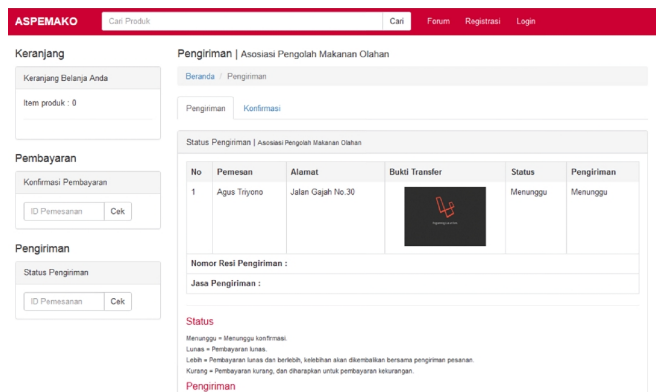 ASPEMAKO
Cari Produk
Cari
Forum
Registrasi
Login
Keranjang
Keranjang Belanja Anda
Item produk : 0
Pembayaran
Konfirmasi Pembayaran
ID Pemesanan
Cek
Pengiriman
Status Pengiriman
ID Pemesanan
Cek
Pengiriman | Asosiasi Pengolah Makanan Olahan
Beranda / Pengiriman
Pengiriman
Konfirmasi
Status Pengiriman | Asosiasi Pengolah Makanan Olahan
No Pemesan Alamat Bukti Transfer Status Pengiriman
1 Agus Triyono Jalan Gajah No.30 Menunggu Menunggu
Nomor Resi Pengiriman :
Jasa Pengiriman :
Status
Menunggu = Menunggu konfirmasi.
Lunas = Pembayaran lunas.
Lebih = Pembayaran lunas dan berlebih, kelebihan akan dikembalikan bersama pengiriman pesanan.
Kurang = Pembayaran kurang, dan diharapkan untuk pembayaran kekurangan.
Pengiriman